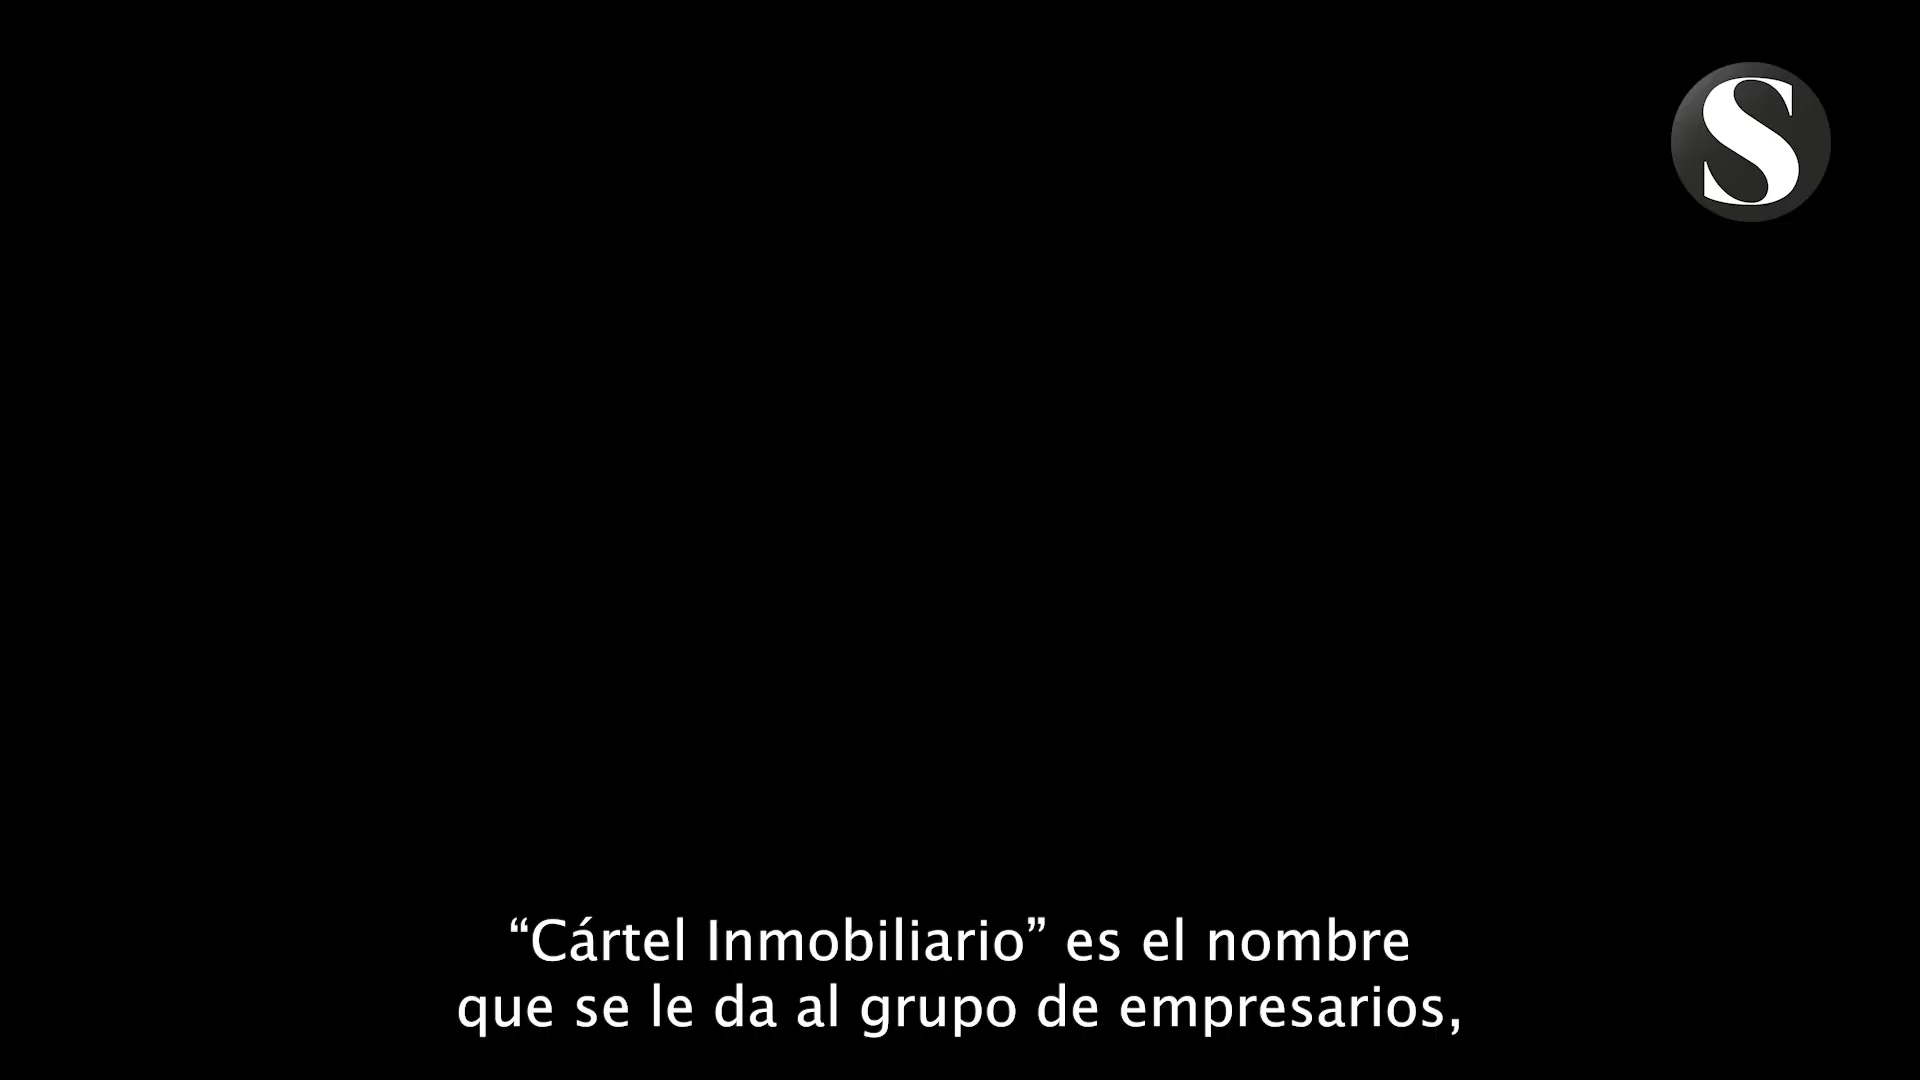 S
“Cártel Inmobiliario” es el nombre
que se le da al grupo de empresarios,